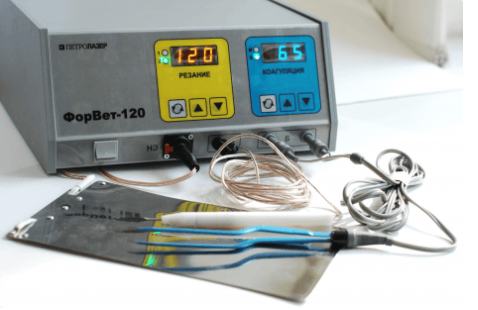 ПЕТРОЛАЗЕР
120
65
РЕЗАНИЕ
КОАГУЛЯЦИЯ
ФорВет-120